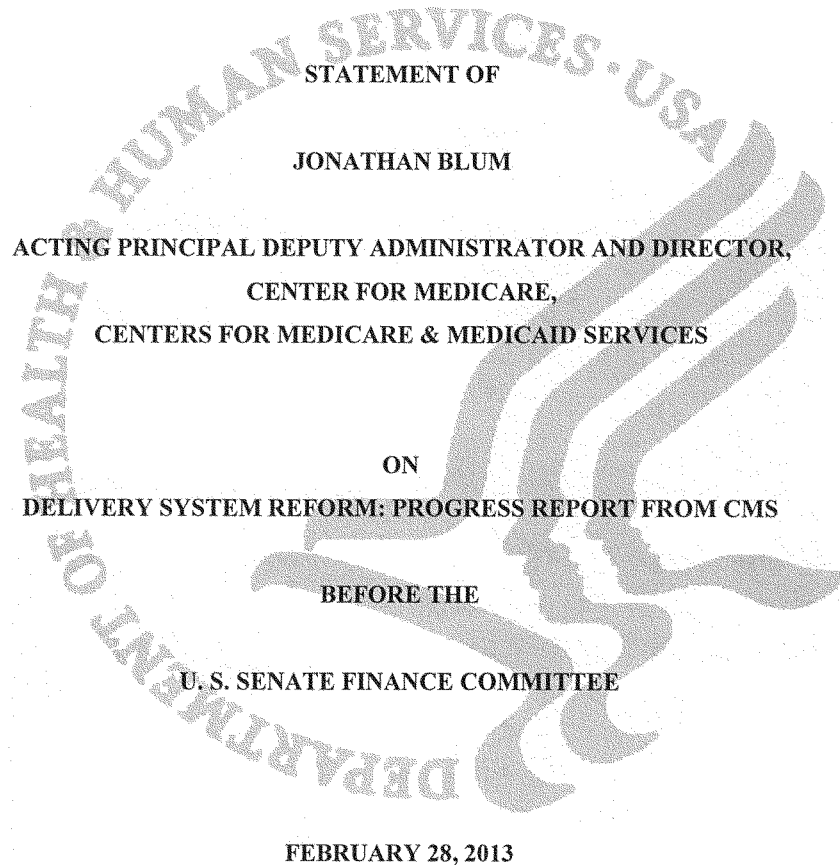 DEPARTMENT OF HEALTH & HUMAN SERVICES · USA
STATEMENT OF
JONATHAN BLUM
ACTING PRINCIPAL DEPUTY ADMINISTRATOR AND DIRECTOR,
CENTER FOR MEDICARE,
CENTERS FOR MEDICARE & MEDICAID SERVICES
ON
DELIVERY SYSTEM REFORM: PROGRESS REPORT FROM CMS
BEFORE THE
U. S. SENATE FINANCE COMMITTEE
FEBRUARY 28, 2013